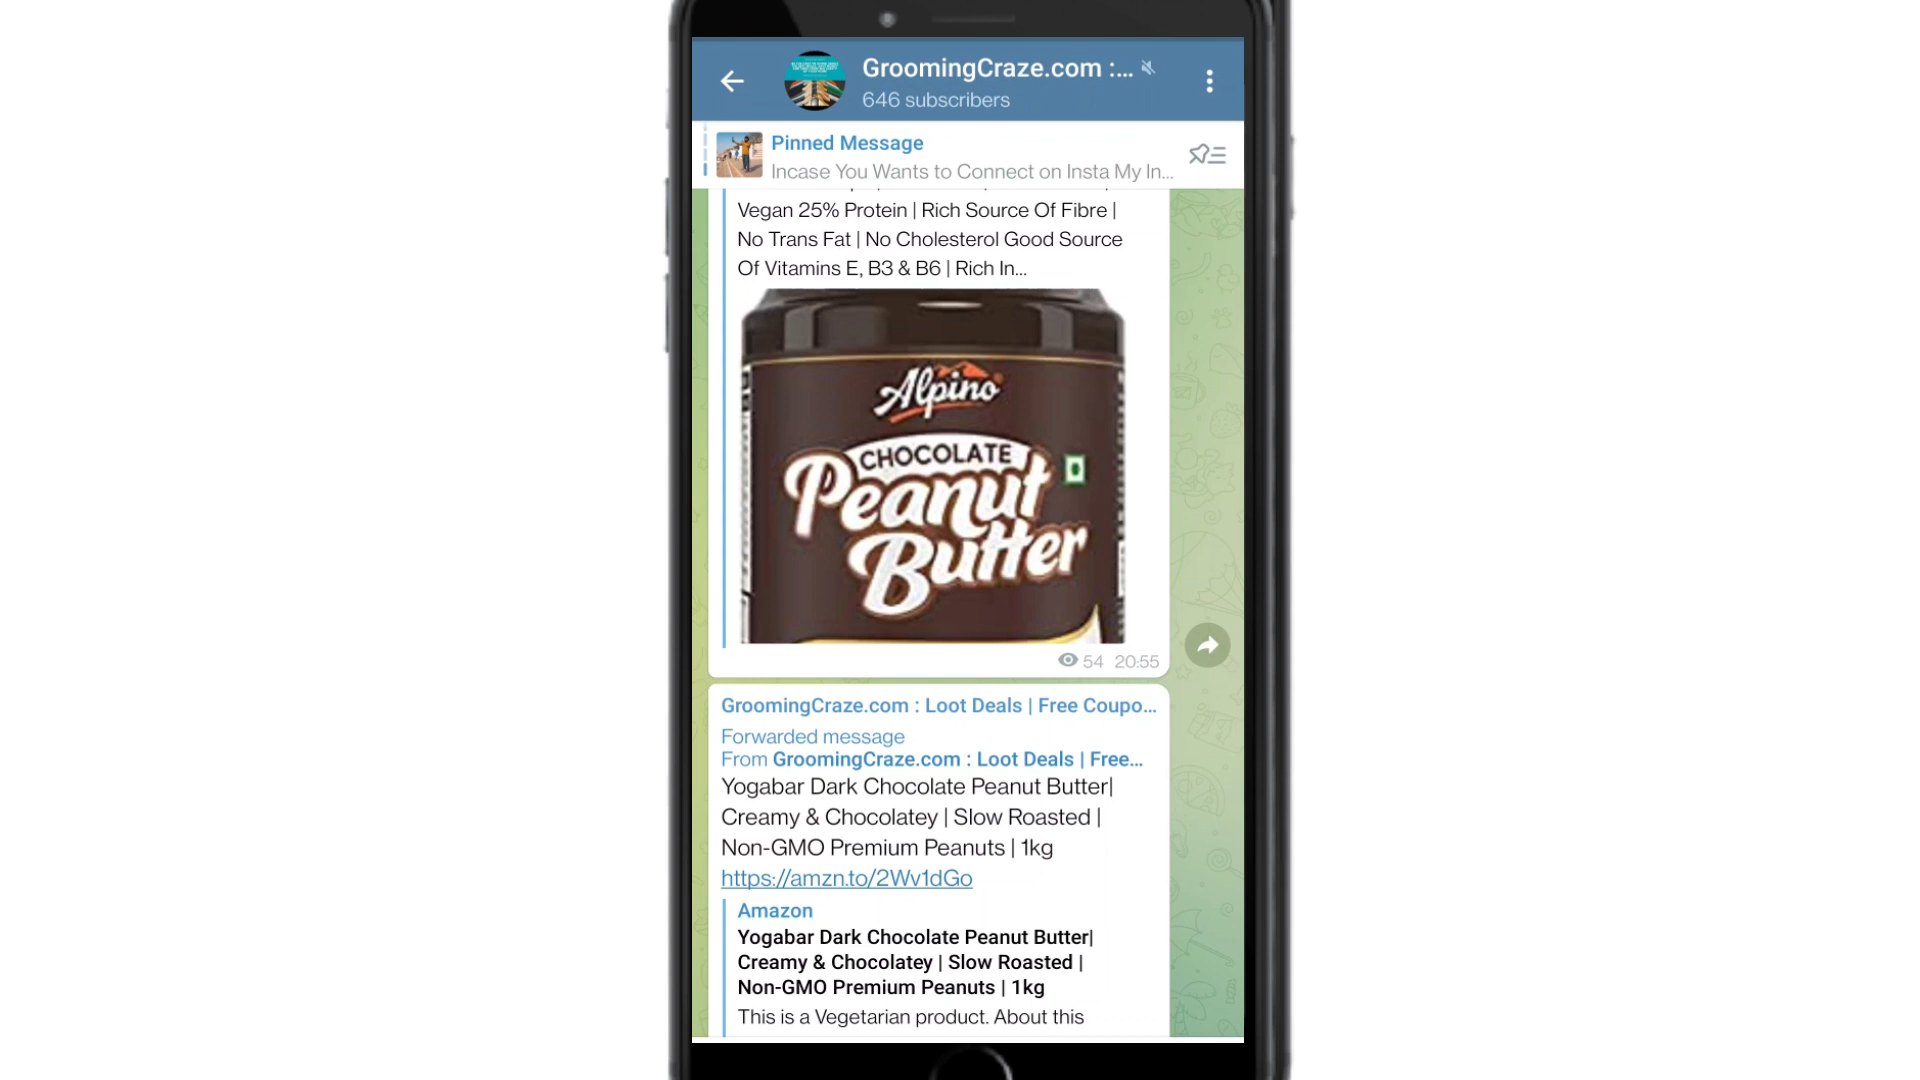 GroomingCraze.com :...
646 subscribers
Pinned Message
Incase You Wants to Connect on Insta My In...
Vegan 25% Protein | Rich Source Of Fibre |
No Trans Fat | No Cholesterol Good Source
Of Vitamins E, B3 & B6 | Rich In...
Alpino
CHOCOLATE
Peanut
Butter
54 20:55
GroomingCraze.com : Loot Deals | Free Coupo...
Forwarded message
From GroomingCraze.com : Loot Deals | Free...
Yogabar Dark Chocolate Peanut Butter|
Creamy & Chocolatey | Slow Roasted |
Non-GMO Premium Peanuts | 1kg
https://amzn.to/2Wv1dGo
Amazon
Yogabar Dark Chocolate Peanut Butter|
Creamy & Chocolatey | Slow Roasted |
Non-GMO Premium Peanuts | 1kg
This is a Vegetarian product. About this